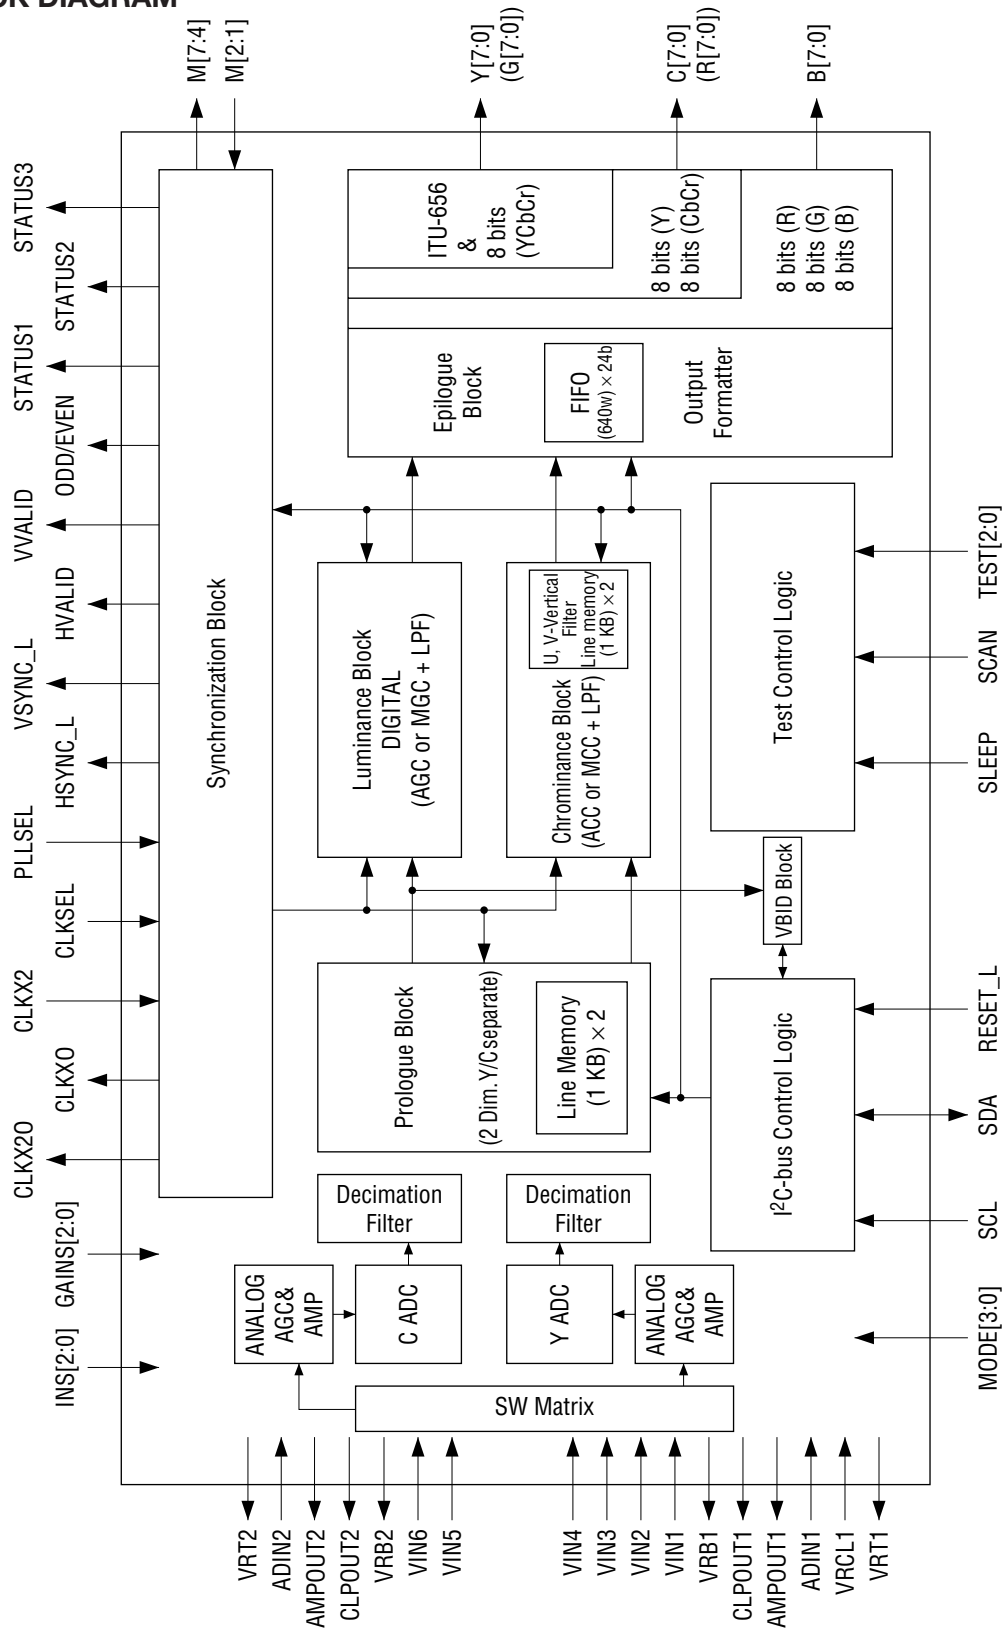 DIAGRAM
M[7:4]
M[2:1]
Y[7:0]
(G[7:0])
C[7:0]
(R[7:0])
B[7:0]
STATUS3
STATUS2
STATUS1
ODD/EVEN
VVALID
HVALID
VSYNC_L
HSYNC_L
PLLSEL
CLKSEL
CLKX2
CLKXO
CLKX2O
GAINS[2:0]
INS[2:0]
Synchronization Block
ITU-656
&
8 bits
(YCbCr)
8 bits (Y)
8 bits (CbCr)
8 bits (R)
8 bits (G)
8 bits (B)
Epilogue
Block
FIFO
(640w) × 24b
Output
Formatter
Luminance Block
DIGITAL
(AGC or MGC + LPF)
Chrominance Block
(ACC or MCC + LPF)
U, V-Vertical
Filter
Line memory
(1 KB) × 2
Test Control Logic
TEST[2:0]
SCAN
SLEEP
VBID Block
Prologue Block
(2 Dim. Y/C separate)
Line Memory
(1 KB) × 2
I²C-bus Control Logic
RESET_L
SDA
SCL
MODE[3:0]
Decimation
Filter
Decimation
Filter
ANALOG
AGC&
AMP
C ADC
Y ADC
ANALOG
AGC&
AMP
SW Matrix
VRT2
ADIN2
AMPOUT2
CLPOUT2
VRB2
VIN6
VIN5
VIN4
VIN3
VIN2
VIN1
VRB1
CLPOUT1
AMPOUT1
ADIN1
VRCL1
VRT1